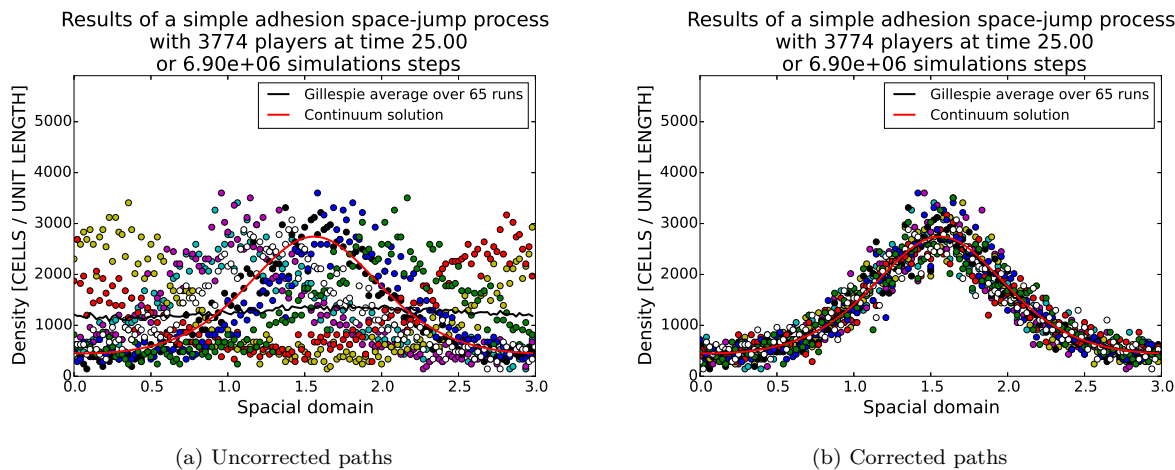 Results of a simple adhesion space-jump process
with 3774 players at time 25.00
or 6.90e+06 simulations steps
Gillespie average over 65 runs
Continuum solution
Density [CELLS / UNIT LENGTH]
5000
4000
3000
2000
1000
0
0.0 0.5 1.0 1.5 2.0 2.5 3.0
Spacial domain
(a) Uncorrected paths
Results of a simple adhesion space-jump process
with 3774 players at time 25.00
or 6.90e+06 simulations steps
Gillespie average over 65 runs
Continuum solution
Density [CELLS / UNIT LENGTH]
5000
4000
3000
2000
1000
0
0.0 0.5 1.0 1.5 2.0 2.5 3.0
Spacial domain
(b) Corrected paths